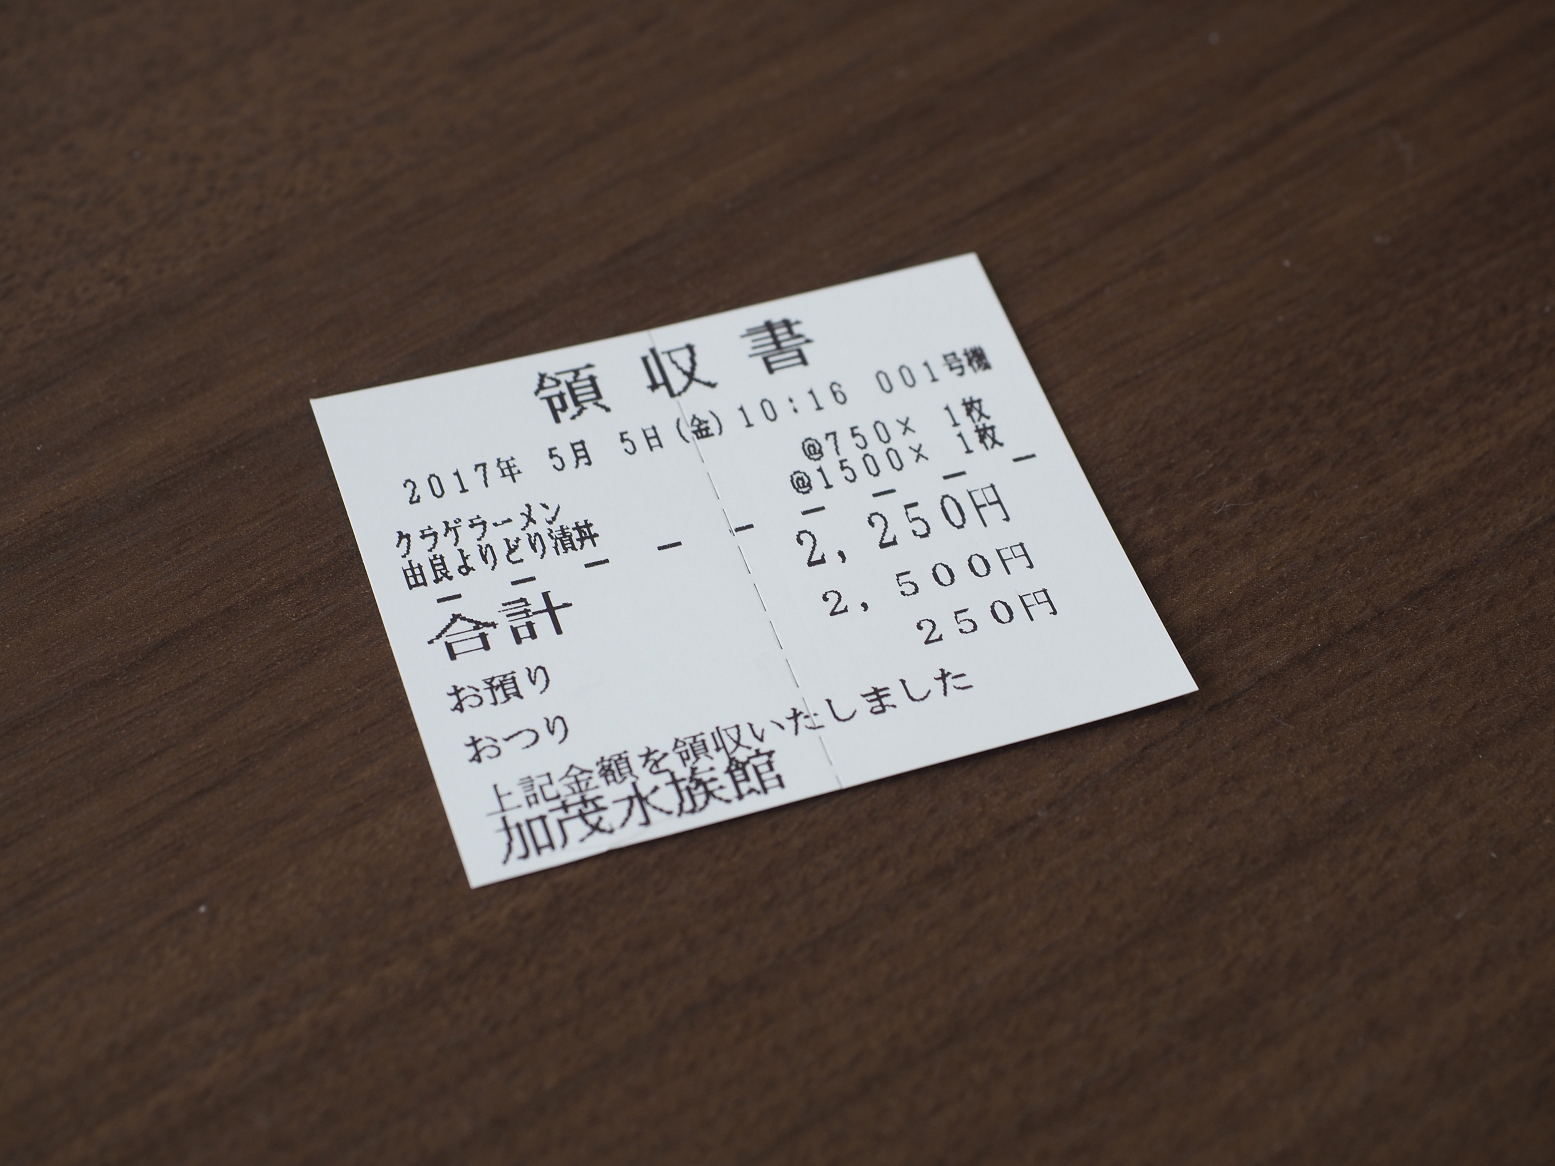 領収書
2017年 5月 5日(金)10:16 001号機
クラゲラーメン @750× 1枚
由良よりどり漬丼 @1500× 1枚
合計 2,250円
お預り 2,500円
おつり 250円
上記金額を領収いたしました
加茂水族館